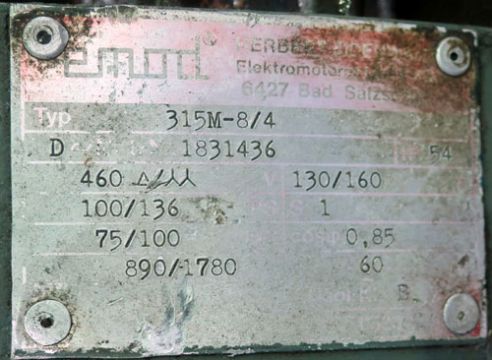 emod®
Elektromotoren
6427 Bad Salzs
Typ 315M-8/4
D 1831436 54
460 △/⅄⅄ V 130/160
100/136 S 1
75/100 0,85
890/1780 60
B